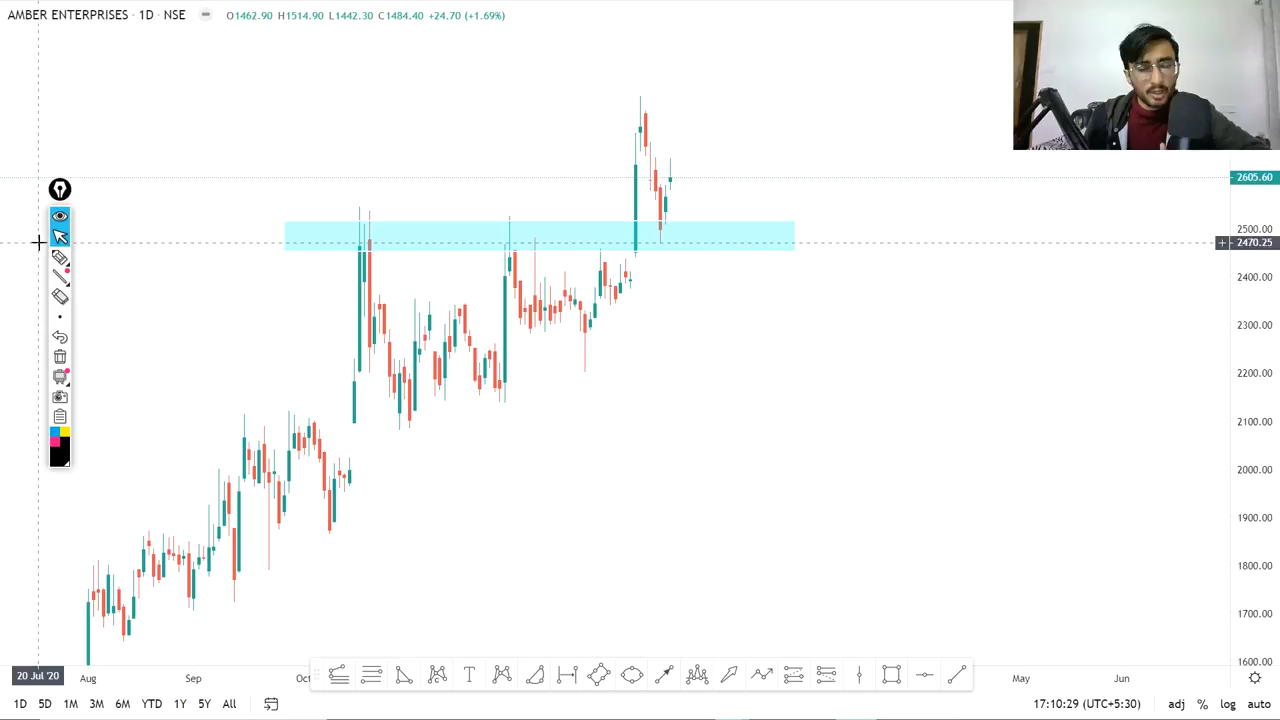 AMBER ENTERPRISES · 1D · NSE
O1462.90 H1514.90 L1442.30 C1484.40 +24.70 (+1.69%)
2605.60
2500.00
2470.25
2400.00
2300.00
2200.00
2100.00
2000.00
1900.00
1800.00
1700.00
1600.00
20 Jul '20 Aug Sep Oct May Jun
T
1D 5D 1M 3M 6M YTD 1Y 5Y All 17:10:29 (UTC+5:30) adj % log auto